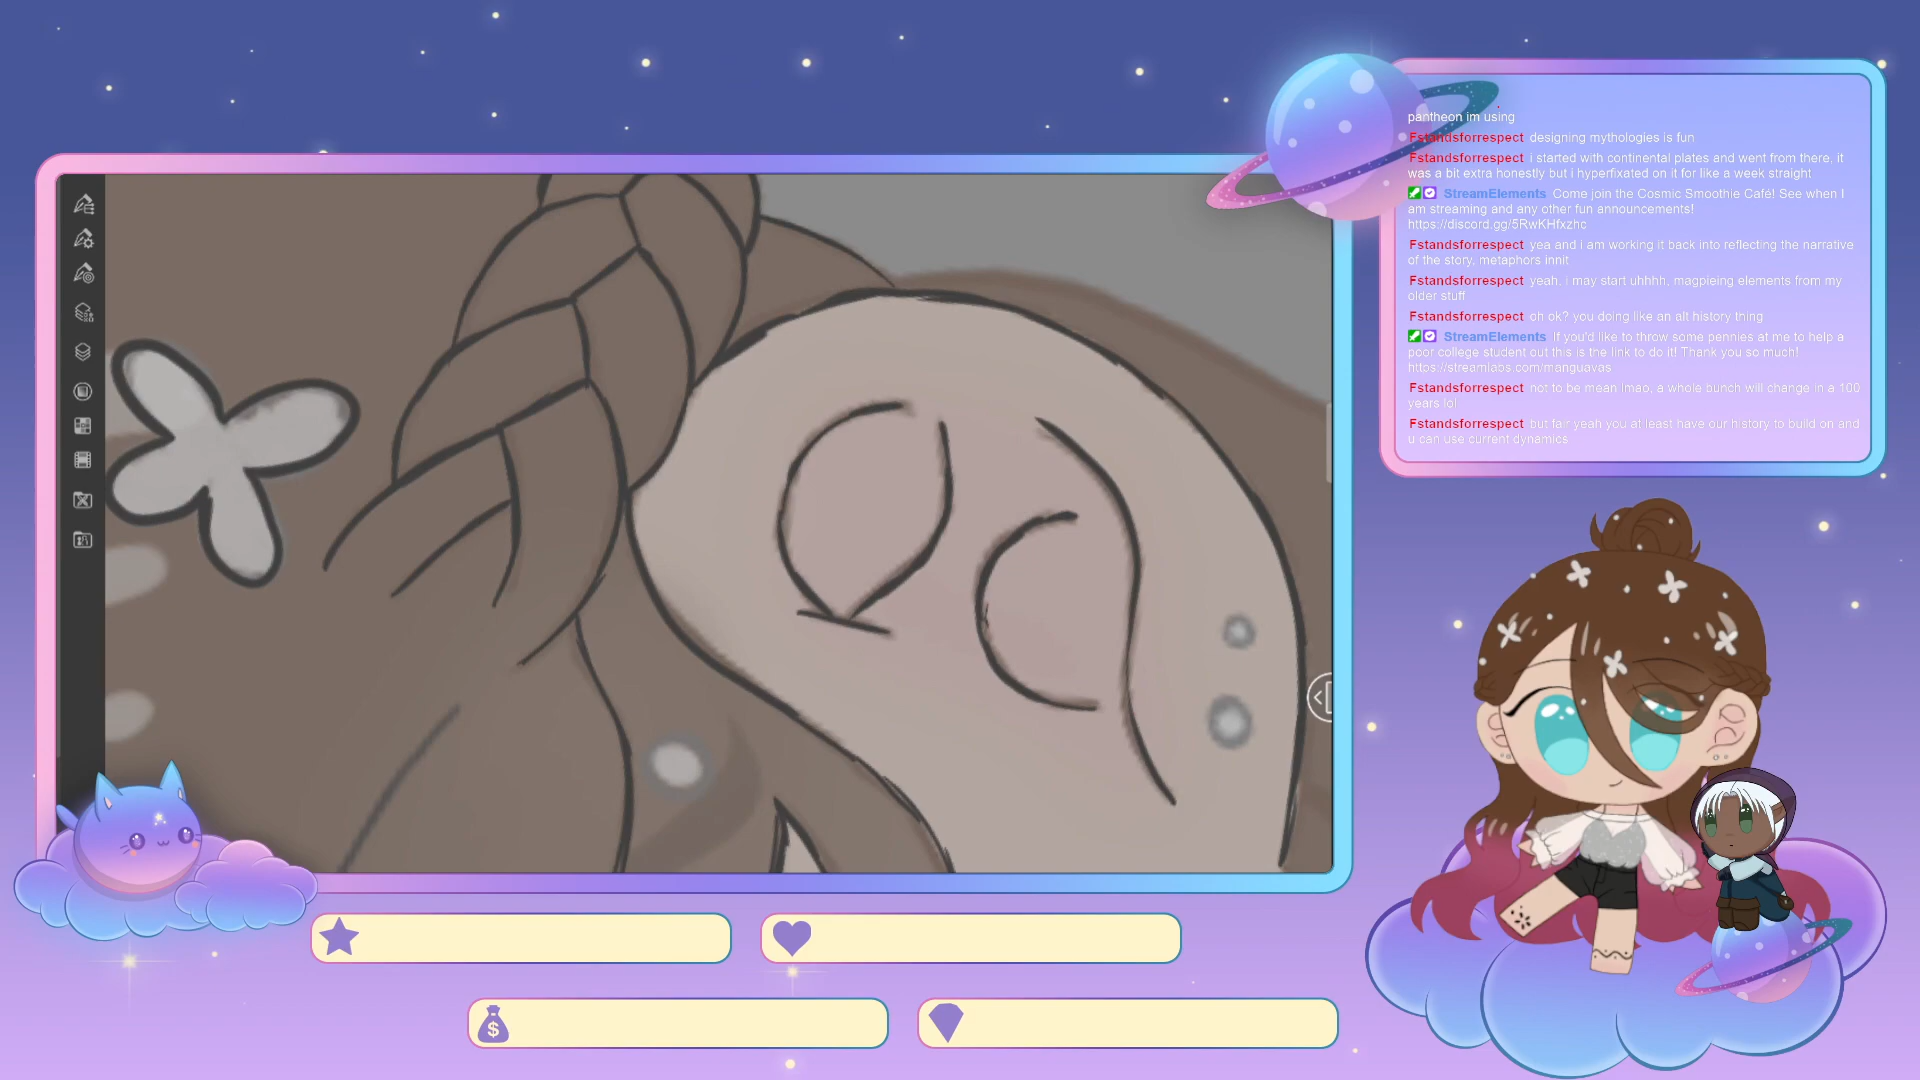 pantheon im using
Fstandsforrespect designing mythologies is fun
Fstandsforrespect i started with continental plates and went from there. it
was a bit extra honestly but i hyperfixated on it for like a week straight
StreamElements Come join the Cosmic Smoothie Café! See when I
am streaming and any other fun announcements!
https://discord.gg/5RwKHfxzhc
Fstandsforrespect yea and i am working it back into reflecting the narrative
of the story. metaphors innit
Fstandsforrespect yeah. i may start uhhhh, magpieing elements from my
older stuff
Fstandsforrespect oh ok? you doing like an alt history thing
StreamElements If you'd like to throw some pennies at me to help a
poor college student out this is the link to do it! Thank you so much!
https://streamlabs.com/manguavas
Fstandsforrespect not to be mean lmao, a whole bunch will change in a 100
years lol
Fstandsforrespect but fair yeah you at least have our history to build on and
u can use current dynamics
$